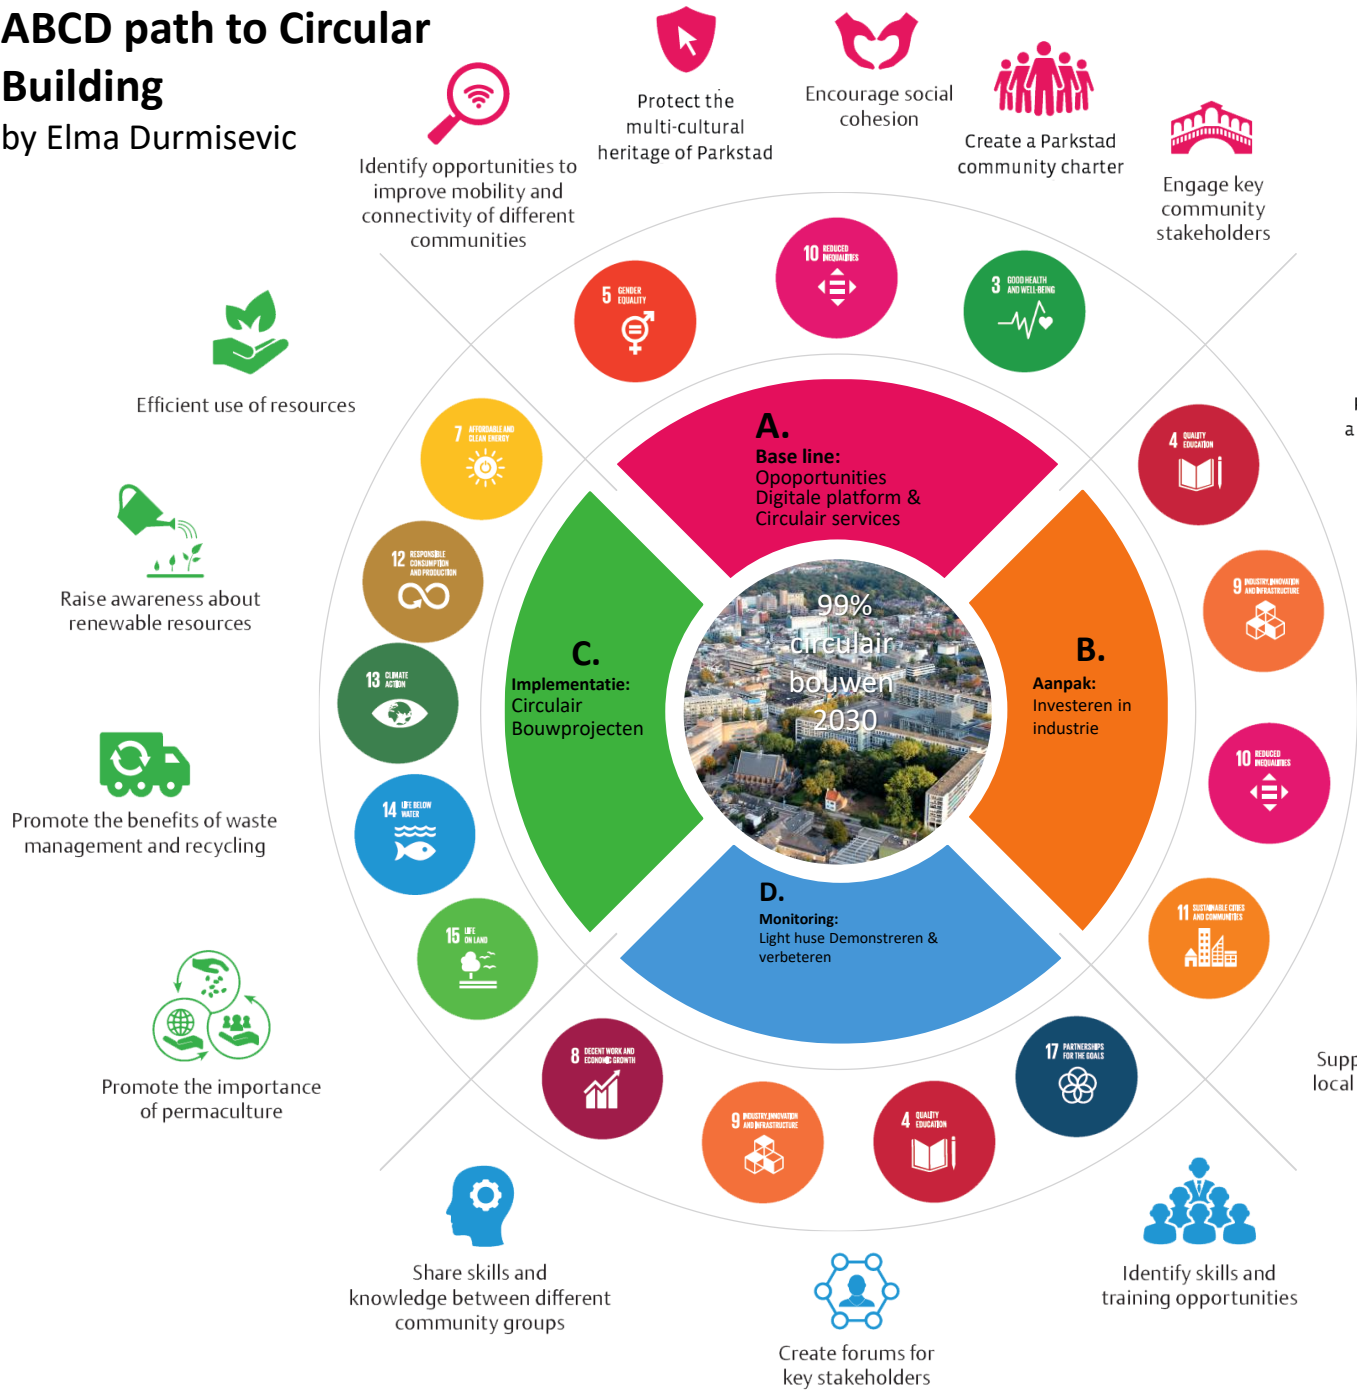 ABCD path to Circular
Building
by Elma Durmisevic
Identify opportunities to
improve mobility and
connectivity of different
communities
Protect the
multi-cultural
heritage of Parkstad
Encourage social
cohesion
Create a Parkstad
community charter
Engage key
community
stakeholders
Efficient use of resources
Raise awareness about
renewable resources
Promote the benefits of waste
management and recycling
Promote the importance
of permaculture
5 GENDER
EQUALITY
10 REDUCED
INEQUALITIES
3 GOOD HEALTH
AND WELL-BEING
7 AFFORDABLE AND
CLEAN ENERGY
12 RESPONSIBLE
CONSUMPTION
AND PRODUCTION
13 CLIMATE
ACTION
14 LIFE BELOW
WATER
15 LIFE
ON LAND
A.
Base line:
Opoportunities
Digitale platform &
Circulair services
C.
Implementatie:
Circulair
Bouwprojecten
99%
circulair
bouwen
2030
B.
Aanpak:
Investeren in
industrie
D.
Monitoring:
Light huse Demonstreren &
verbeteren
4 QUALITY
EDUCATION
9 INDUSTRY, INNOVATION
AND INFRASTRUCTURE
10 REDUCED
INEQUALITIES
11 SUSTAINABLE CITIES
AND COMMUNITIES
a
Supp
local
8 DECENT WORK AND
ECONOMIC GROWTH
9 INDUSTRY, INNOVATION
AND INFRASTRUCTURE
4 QUALITY
EDUCATION
17 PARTNERSHIPS
FOR THE GOALS
Share skills and
knowledge between different
community groups
Create forums for
key stakeholders
Identify skills and
training opportunities